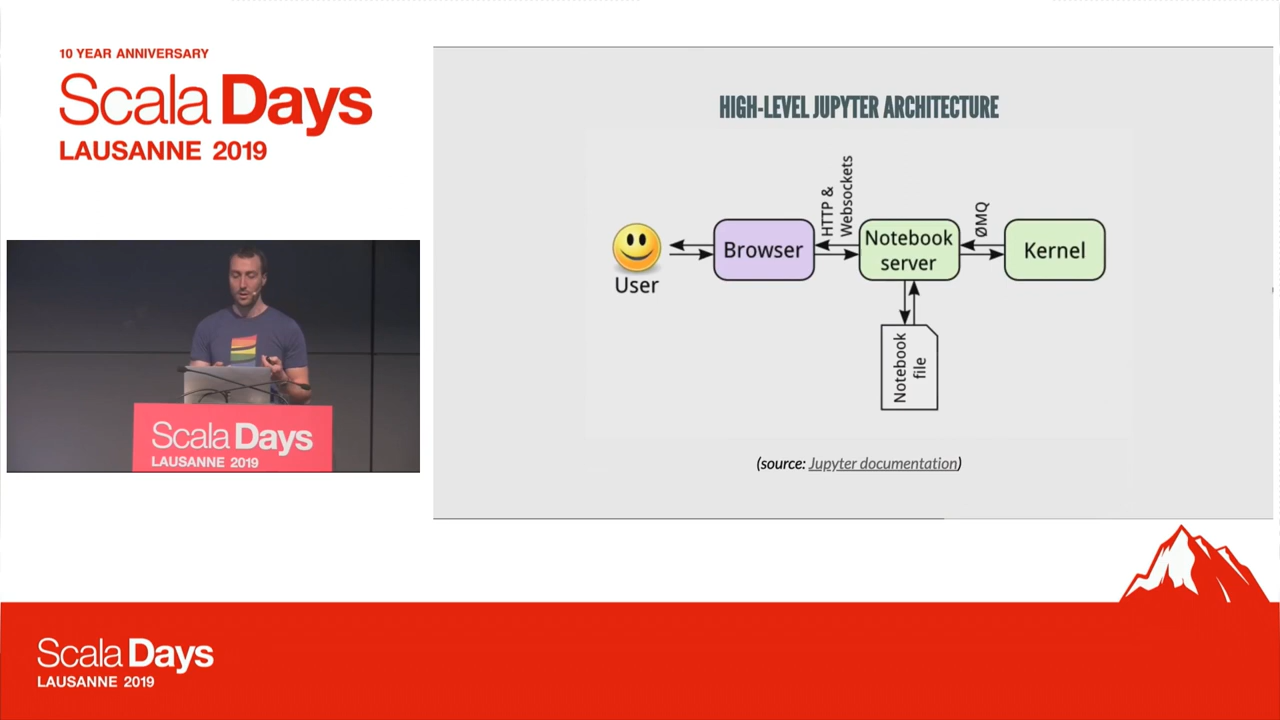 10 YEAR ANNIVERSARY
Scala Days
LAUSANNE 2019
HIGH-LEVEL JUPYTER ARCHITECTURE
HTTP &
Websockets
ØMQ
User
Browser
Notebook
server
Kernel
Notebook
file
(source: Jupyter documentation)
Scala Days
LAUSANNE 2019
Scala Days
LAUSANNE 2019